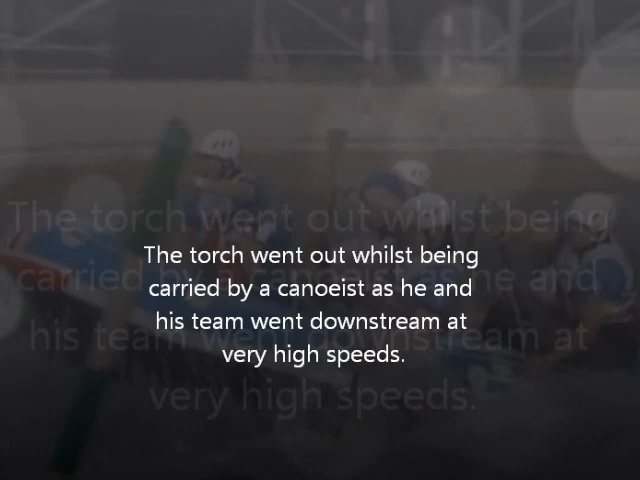 The torch went out whilst being
carried by a canoeist as he and
his team went downstream at
very high speeds.